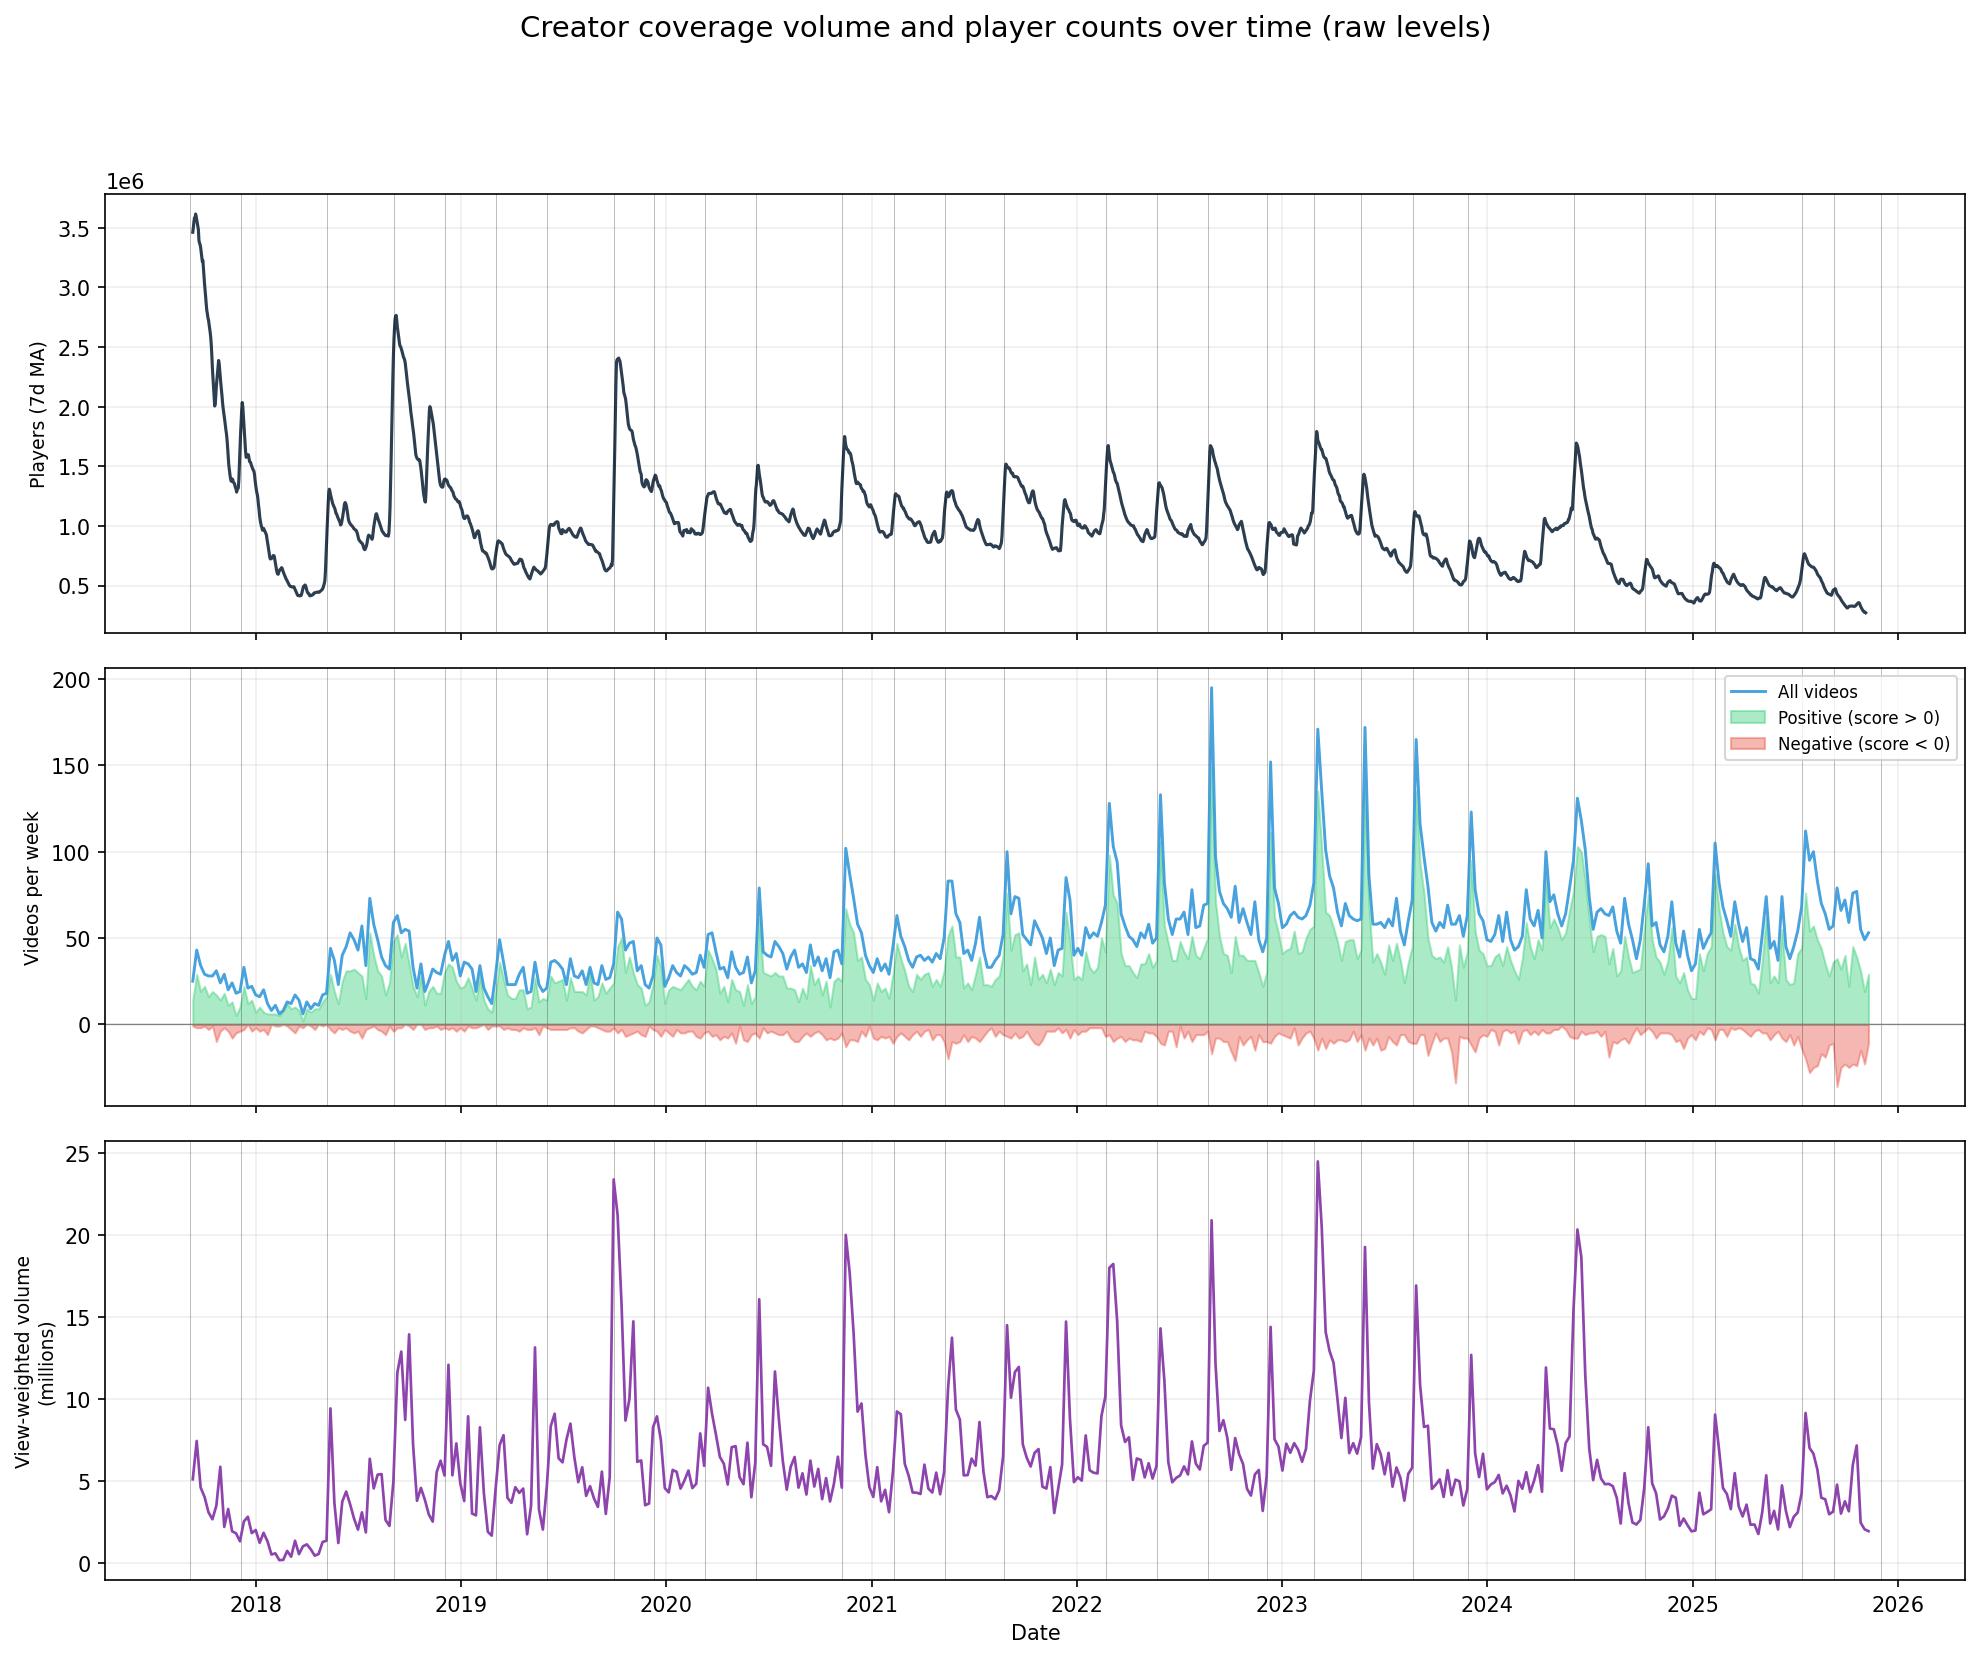 Creator coverage volume and player counts over time (raw levels)
1e6
Players (7d MA)
3.5
3.0
2.5
2.0
1.5
1.0
0.5
Videos per week
200
150
100
50
0
All videos
Positive (score > 0)
Negative (score < 0)
View-weighted volume
(millions)
25
20
15
10
5
0
2018 2019 2020 2021 2022 2023 2024 2025 2026
Date